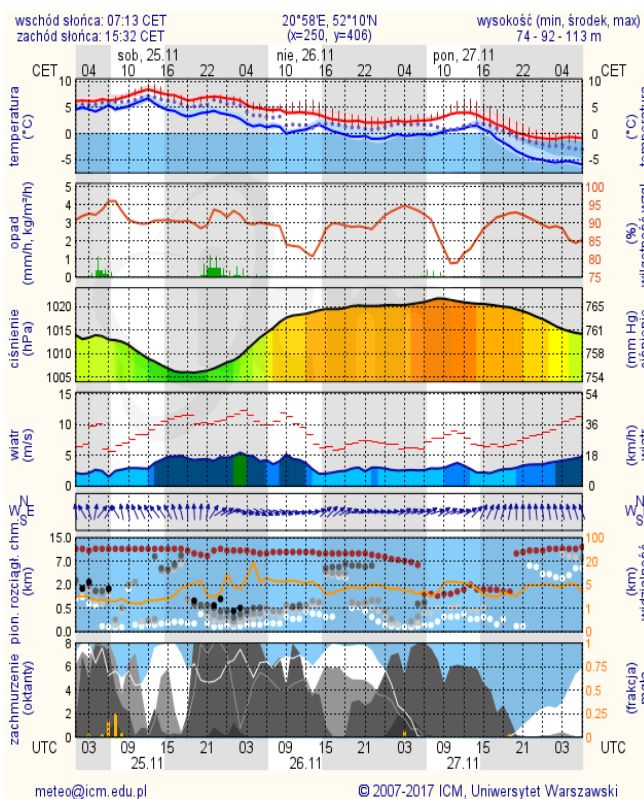 wschód słońca: 07:13 CET 20°58'E, 52°10'N wysokość (min, środek, max)
zachód słońca: 15:32 CET (x=250, y=406) 74 - 92 - 113 m
sob, 25.11 nie, 26.11 pon, 27.11
CET 04 10 16 22 04 10 16 22 04 10 16 22 04 CET
temperatura
(°C)
10
5
0
-5
10
5
0
-5
(°C)
opad
(mm/h, kg/m²/h)
5
4
3
2
1
0
100
95
90
85
80
75
(%)
ciśnienie
(hPa)
1020
1015
1010
1005
765
761
758
754
(mm Hg)
ciśnienie
wiatr
(m/s)
15
10
5
0
54
36
18
0
(km/h)
wiatr
W N E S
W N E S
pion. rozciągł. chm.
(km)
15.0
7.0
2.0
0.5
0.0
100
20
5
1
0
(km)
widzialność
zachmurzenie
(oktanty)
8
6
4
2
0
1
0.75
0.5
0.25
0
(frakcja)
UTC 03 09 15 21 03 09 15 21 03 09 15 21 03 UTC
25.11 26.11 27.11
meteo@icm.edu.pl © 2007-2017 ICM, Uniwersytet Warszawski